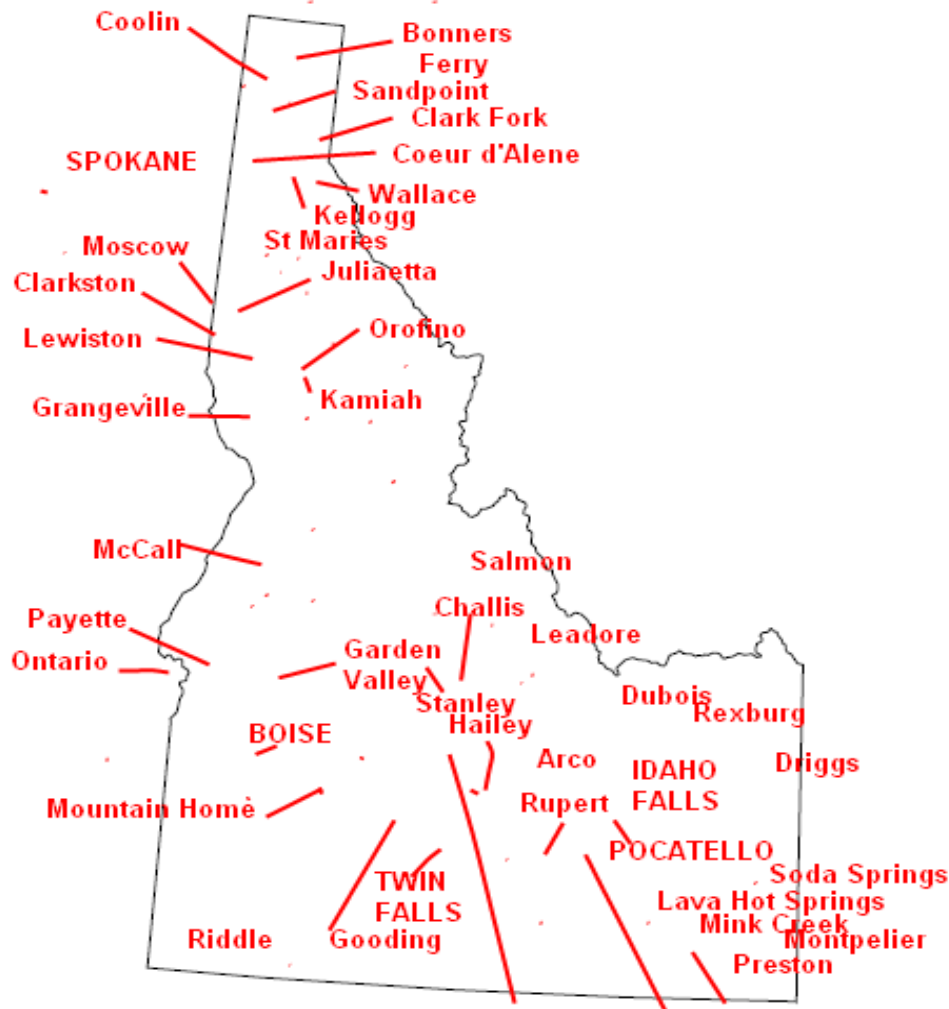 Coolin
Bonners
Ferry
Sandpoint
Clark Fork
SPOKANE
Coeur d'Alene
Wallace
Kellogg
St Maries
Moscow
Juliaetta
Clarkston
Lewiston
Orofino
Kamiah
Grangeville
McCall
Salmon
Challis
Payette
Leadore
Ontario
Garden
Valley
Stanley
Dubois
Rexburg
Hailey
BOISE
Arco
IDAHO
FALLS
Driggs
Mountain Home
Rupert
POCATELLO
TWIN
FALLS
Soda Springs
Lava Hot Springs
Mink Creek
Riddle
Gooding
Montpelier
Preston